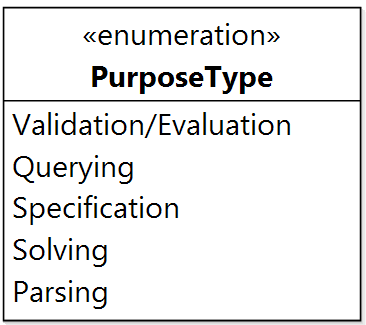 «enumeration»
PurposeType
Validation/Evaluation
Querying
Specification
Solving
Parsing